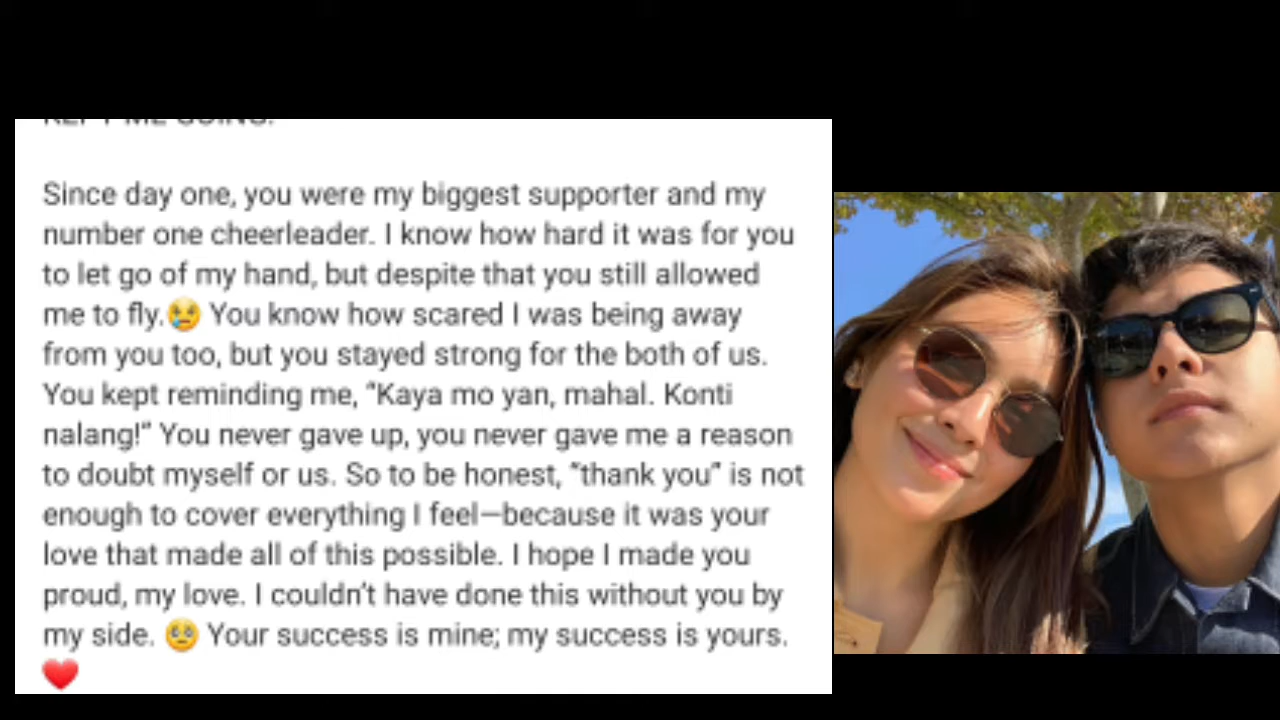 KEPT ME GOING.
Since day one, you were my biggest supporter and my
number one cheerleader. I know how hard it was for you
to let go of my hand, but despite that you still allowed
me to fly.😢 You know how scared I was being away
from you too, but you stayed strong for the both of us.
You kept reminding me, “Kaya mo yan, mahal. Konti
nalang!” You never gave up, you never gave me a reason
to doubt myself or us. So to be honest, “thank you” is not
enough to cover everything I feel—because it was your
love that made all of this possible. I hope I made you
proud, my love. I couldn’t have done this without you by
my side. 🥹 Your success is mine; my success is yours.
❤️